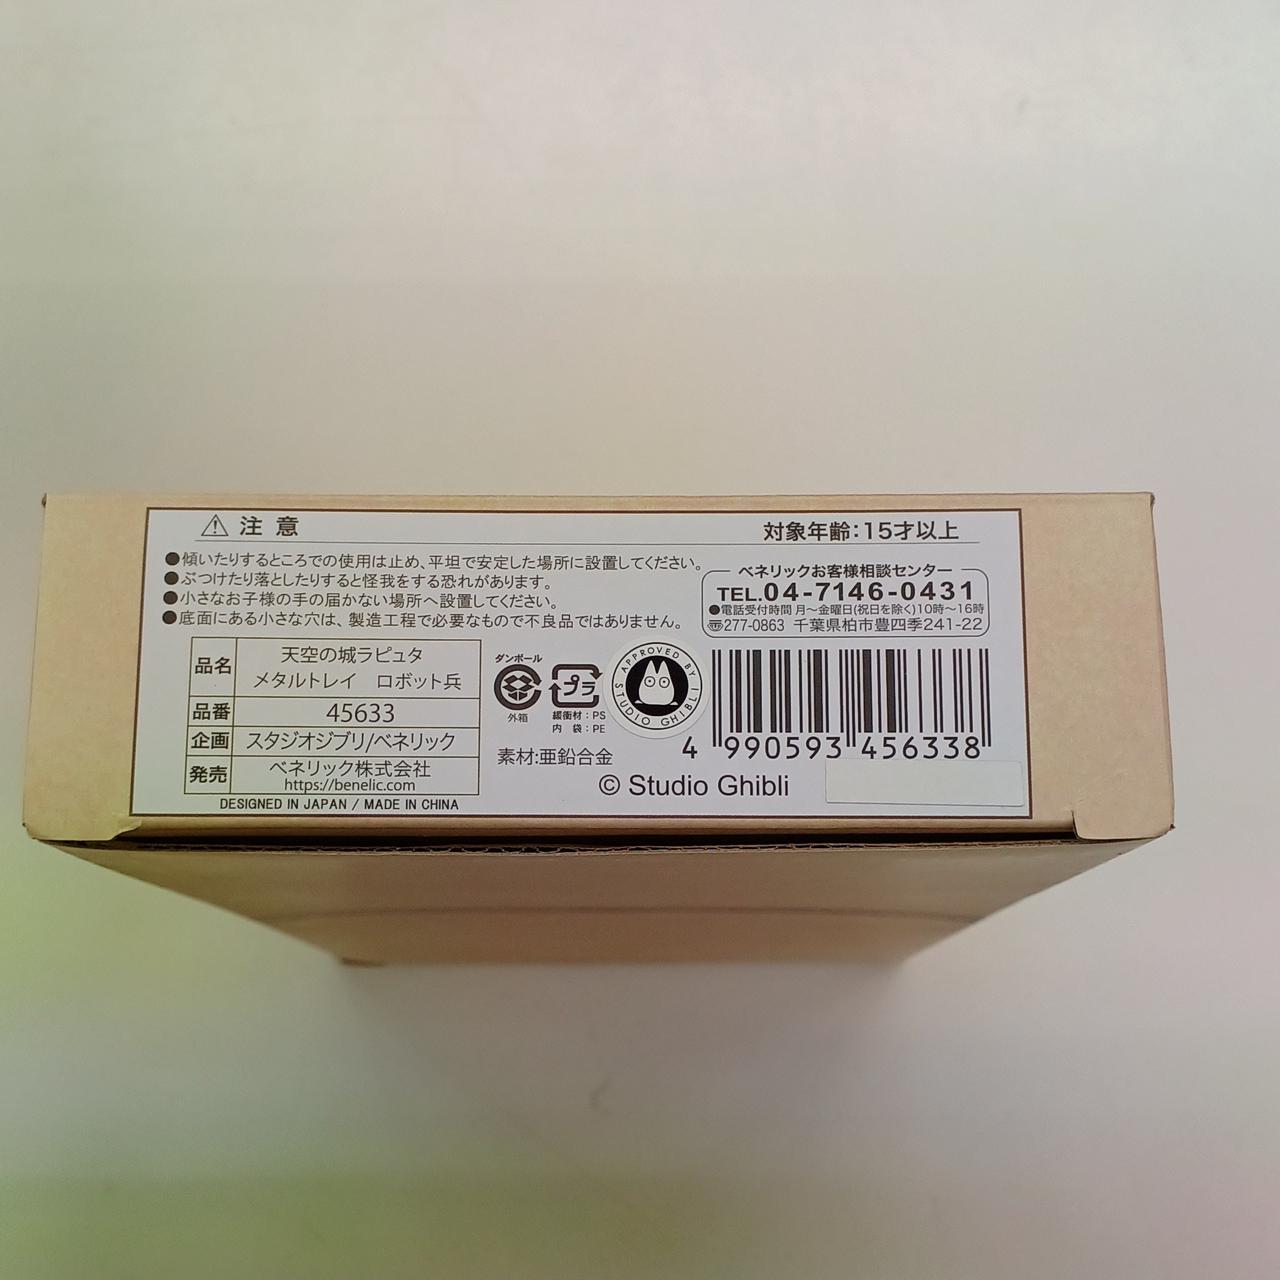 ⚠ 注意
対象年齢：15才以上
●傾いたりするところでの使用は止め、平坦で安定した場所に設置してください。
●ぶつけたり落としたりすると怪我をする恐れがあります。
●小さなお子様の手の届かない場所へ設置してください。
●底面にある小さな穴は、製造工程で必要なもので不良品ではありません。
ベネリックお客様相談センター
TEL.04-7146-0431
●電話受付時間 月～金曜日(祝日を除く)10時～16時
〠277-0863 千葉県柏市豊四季241-22
品名 天空の城ラピュタ
メタルトレイ ロボット兵
品番 45633
企画 スタジオジブリ/ベネリック
発売 ベネリック株式会社
https://benelic.com
DESIGNED IN JAPAN / MADE IN CHINA
ダンボール
外箱
プラ
緩衝材：PS
内 袋：PE
素材：亜鉛合金
APPROVED BY
STUDIO GHIBLI
4 990593 456338
© Studio Ghibli